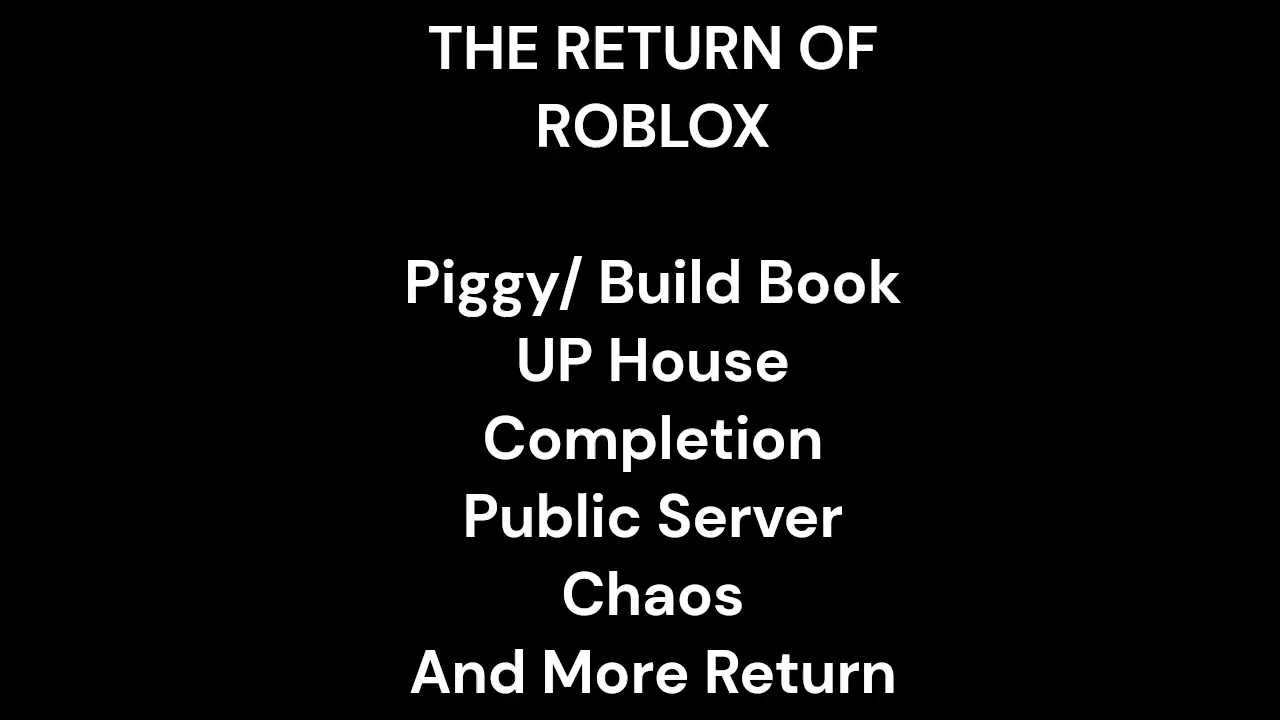 THE RETURN OF
ROBLOX
Piggy/ Build Book
UP House
Completion
Public Server
Chaos
And More Return